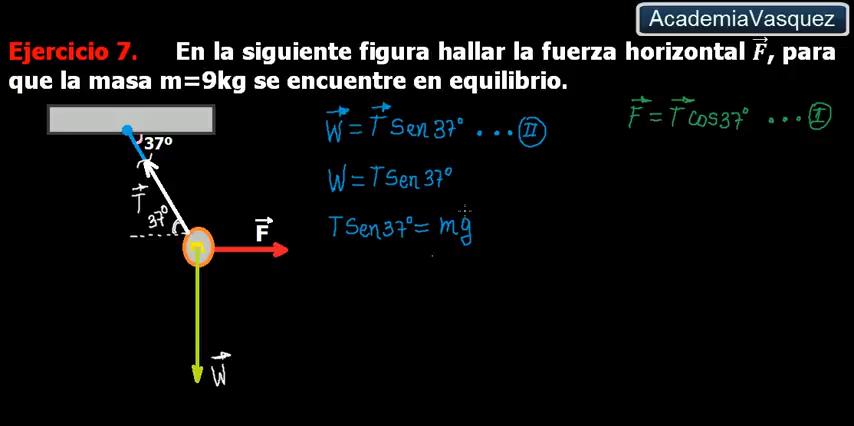 AcademiaVasquez
Ejercicio 7. En la siguiente figura hallar la fuerza horizontal F⃗, para
que la masa m=9kg se encuentre en equilibrio.
37º
T⃗
37°
F⃗
W⃗
W⃗ = T⃗ Sen 37° ... II
W = T Sen 37°
T Sen 37° = mg
F⃗ = T⃗ cos 37° ... I